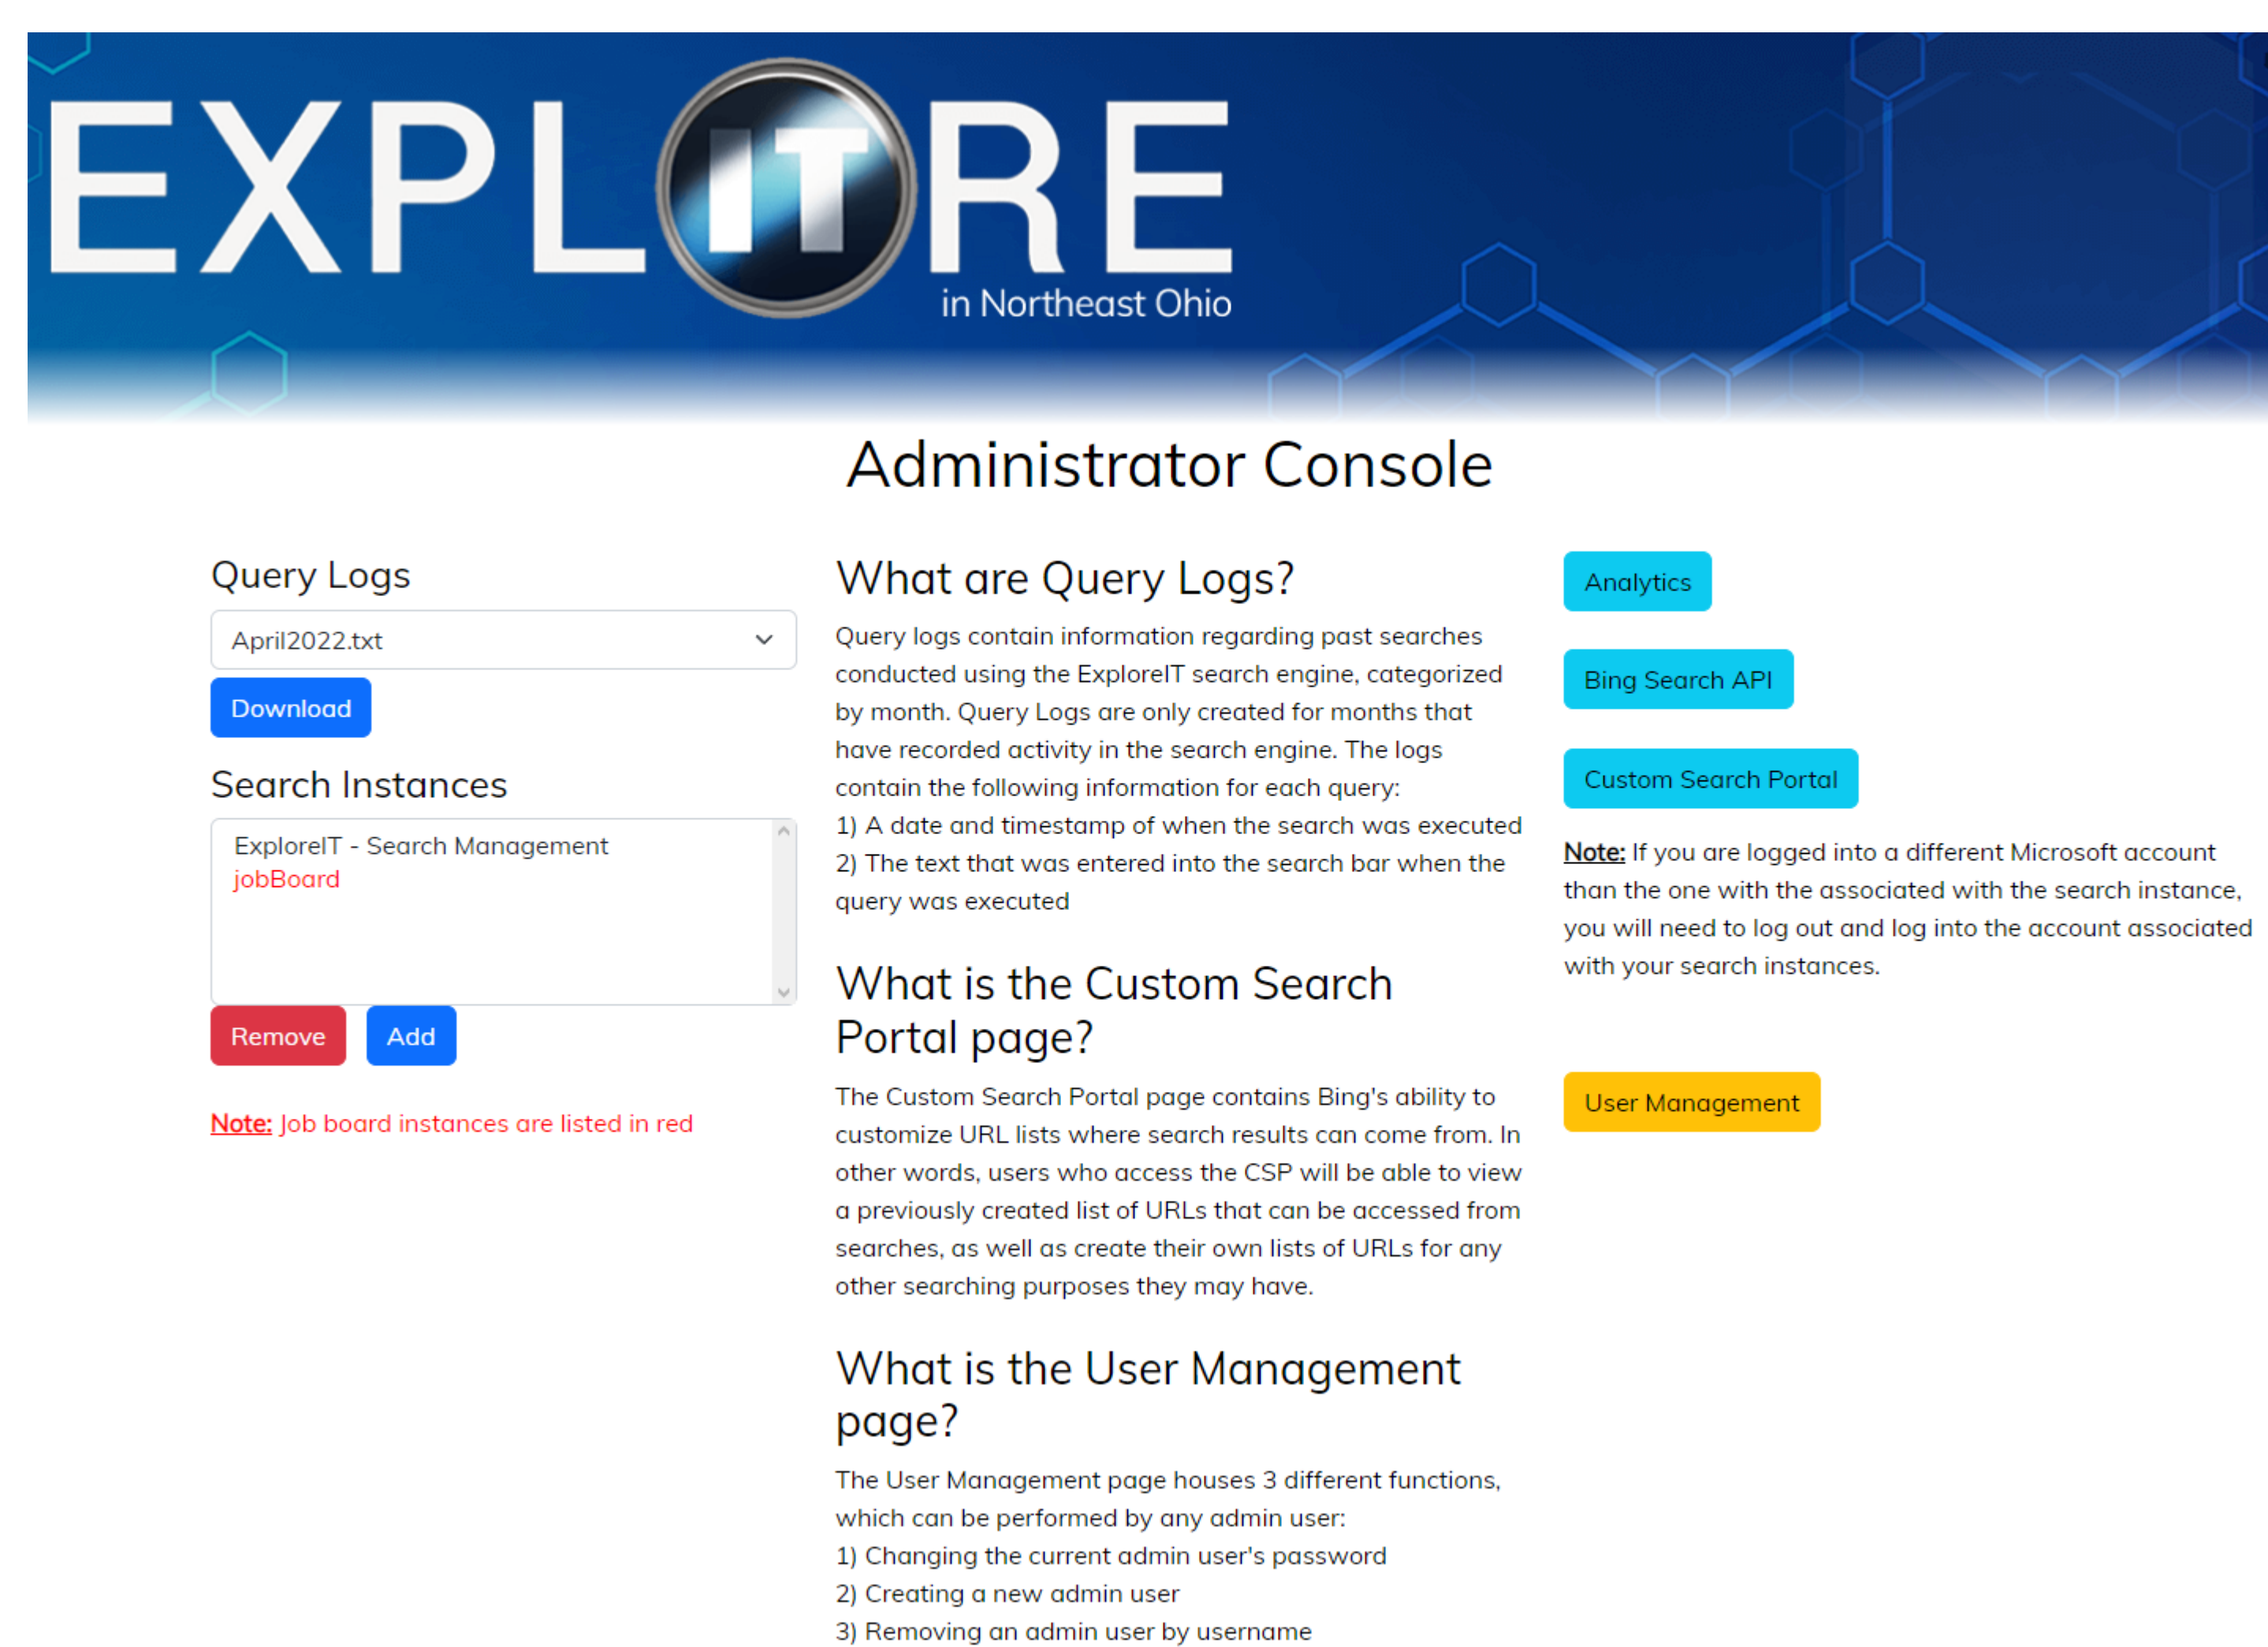 EXPLITRE
in Northeast Ohio
Administrator Console
Query Logs
April2022.txt
Download
Search Instances
ExploreIT - Search Management
jobBoard
Remove
Add
Note: Job board instances are listed in red
What are Query Logs?
Query logs contain information regarding past searches
conducted using the ExploreIT search engine, categorized
by month. Query Logs are only created for months that
have recorded activity in the search engine. The logs
contain the following information for each query:
1) A date and timestamp of when the search was executed
2) The text that was entered into the search bar when the
query was executed
What is the Custom Search
Portal page?
The Custom Search Portal page contains Bing's ability to
customize URL lists where search results can come from. In
other words, users who access the CSP will be able to view
a previously created list of URLs that can be accessed from
searches, as well as create their own lists of URLs for any
other searching purposes they may have.
What is the User Management
page?
The User Management page houses 3 different functions,
which can be performed by any admin user:
1) Changing the current admin user's password
2) Creating a new admin user
3) Removing an admin user by username
Analytics
Bing Search API
Custom Search Portal
Note: If you are logged into a different Microsoft account
than the one with the associated with the search instance,
you will need to log out and log into the account associated
with your search instances.
User Management